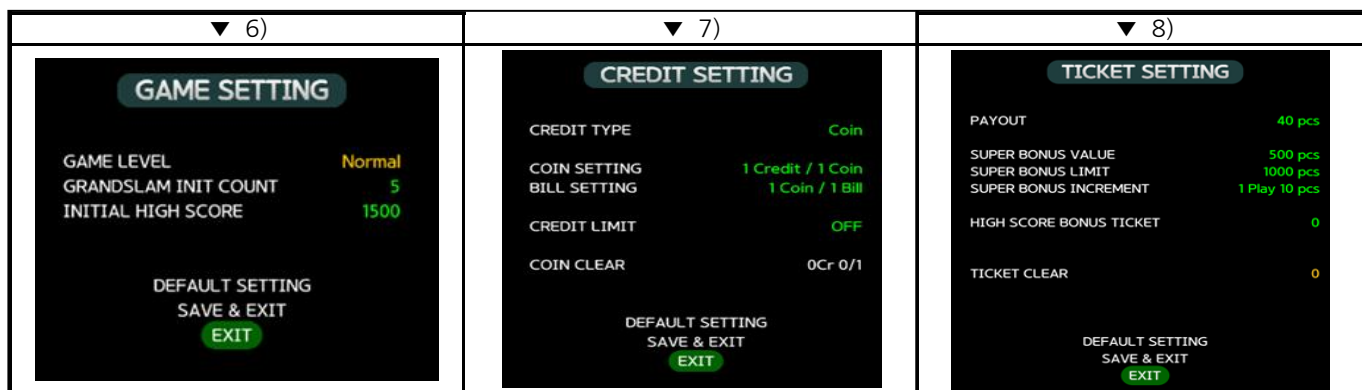 ▼ 6)
GAME SETTING
GAME LEVEL Normal
GRANDSLAM INIT COUNT 5
INITIAL HIGH SCORE 1500
DEFAULT SETTING
SAVE & EXIT
EXIT
▼ 7)
CREDIT SETTING
CREDIT TYPE Coin
COIN SETTING 1 Credit / 1 Coin
BILL SETTING 1 Coin / 1 Bill
CREDIT LIMIT OFF
COIN CLEAR 0Cr 0/1
DEFAULT SETTING
SAVE & EXIT
EXIT
▼ 8)
TICKET SETTING
PAYOUT 40 pcs
SUPER BONUS VALUE 500 pcs
SUPER BONUS LIMIT 1000 pcs
SUPER BONUS INCREMENT 1 Play 10 pcs
HIGH SCORE BONUS TICKET 0
TICKET CLEAR 0
DEFAULT SETTING
SAVE & EXIT
EXIT